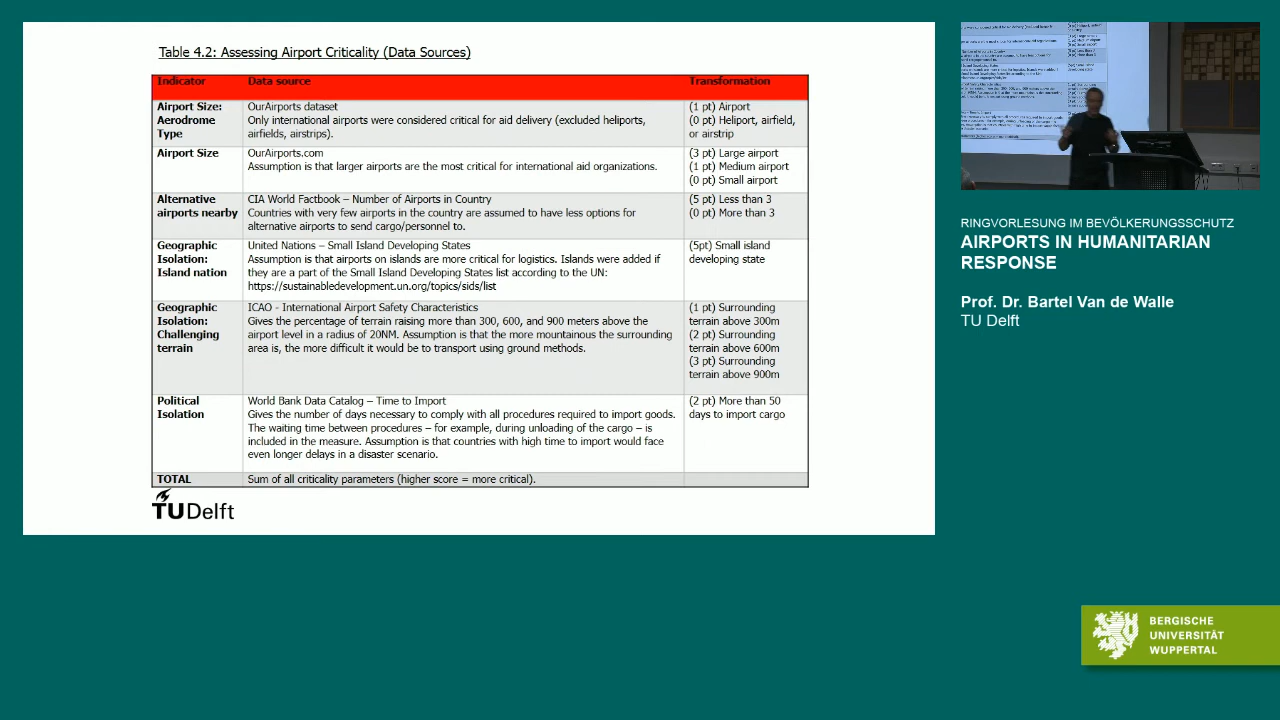 Table 4.2: Assessing Airport Criticality (Data Sources)
Indicator
Data source
Transformation
Airport Size:
Aerodrome
Type
OurAirports dataset
Only international airports were considered critical for aid delivery (excluded heliports,
airfields, airstrips).
(1 pt) Airport
(0 pt) Heliport, airfield,
or airstrip
Airport Size
OurAirports.com
Assumption is that larger airports are the most critical for international aid organizations.
(3 pt) Large airport
(1 pt) Medium airport
(0 pt) Small airport
Alternative
airports nearby
CIA World Factbook – Number of Airports in Country
Countries with very few airports in the country are assumed to have less options for
alternative airports to send cargo/personnel to.
(5 pt) Less than 3
(0 pt) More than 3
Geographic
Isolation:
Island nation
United Nations – Small Island Developing States
Assumption is that airports on islands are more critical for logistics. Islands were added if
they are a part of the Small Island Developing States list according to the UN:
https://sustainabledevelopment.un.org/topics/sids/list
(5pt) Small island
developing state
Geographic
Isolation:
Challenging
terrain
ICAO - International Airport Safety Characteristics
Gives the percentage of terrain raising more than 300, 600, and 900 meters above the
airport level in a radius of 20NM. Assumption is that the more mountainous the surrounding
area is, the more difficult it would be to transport using ground methods.
(1 pt) Surrounding
terrain above 300m
(2 pt) Surrounding
terrain above 600m
(3 pt) Surrounding
terrain above 900m
Political
Isolation
World Bank Data Catalog – Time to Import
Gives the number of days necessary to comply with all procedures required to import goods.
The waiting time between procedures – for example, during unloading of the cargo – is
included in the measure. Assumption is that countries with high time to import would face
even longer delays in a disaster scenario.
(2 pt) More than 50
days to import cargo
TOTAL
Sum of all criticality parameters (higher score = more critical).
TU Delft
RINGVORLESUNG IM BEVÖLKERUNGSSCHUTZ
AIRPORTS IN HUMANITARIAN
RESPONSE
Prof. Dr. Bartel Van de Walle
TU Delft
BERGISCHE
UNIVERSITÄT
WUPPERTAL